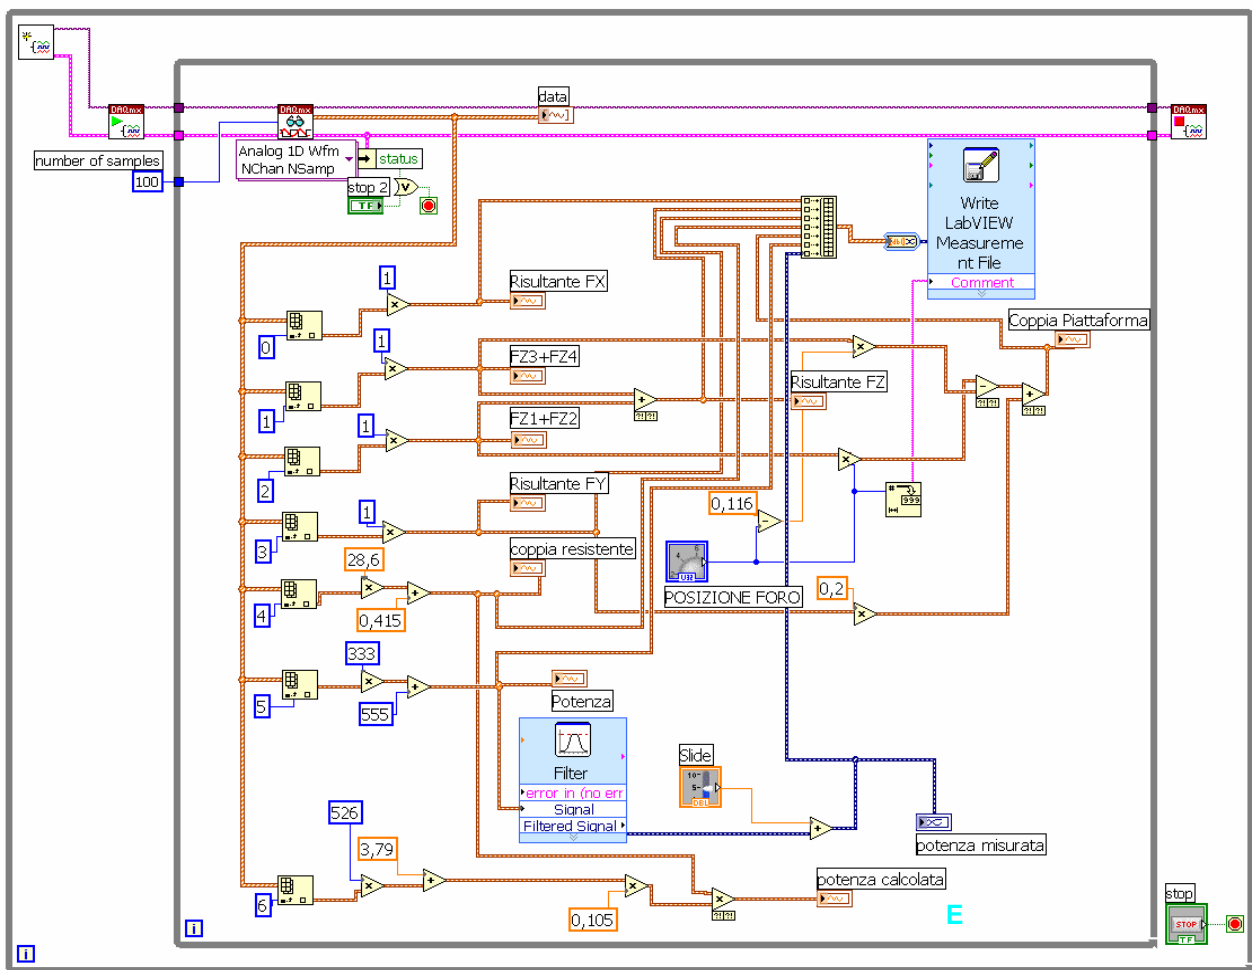 data
DAQmx
DAQmx
DAQmx
number of samples
100
Analog 1D Wfm
NChan NSamp
status
stop 2
TF
Write
LabVIEW
Measureme
nt File
Comment
1
Risultante FX
0
Coppia Piattaforma
1
FZ3+FZ4
1
Risultante FZ
1
FZ1+FZ2
2
Risultante FY
1
3
0,116
coppia resistente
28,6
4
0,415
U32
POSIZIONE FORO
0,2
333
5
555
Potenza
Filter
error in (no err
Signal
Filtered Signal
Slide
10-
5-
DBL
potenza misurata
526
3,79
potenza calcolata
6
0,105
E
stop
STOP
TF
i
i